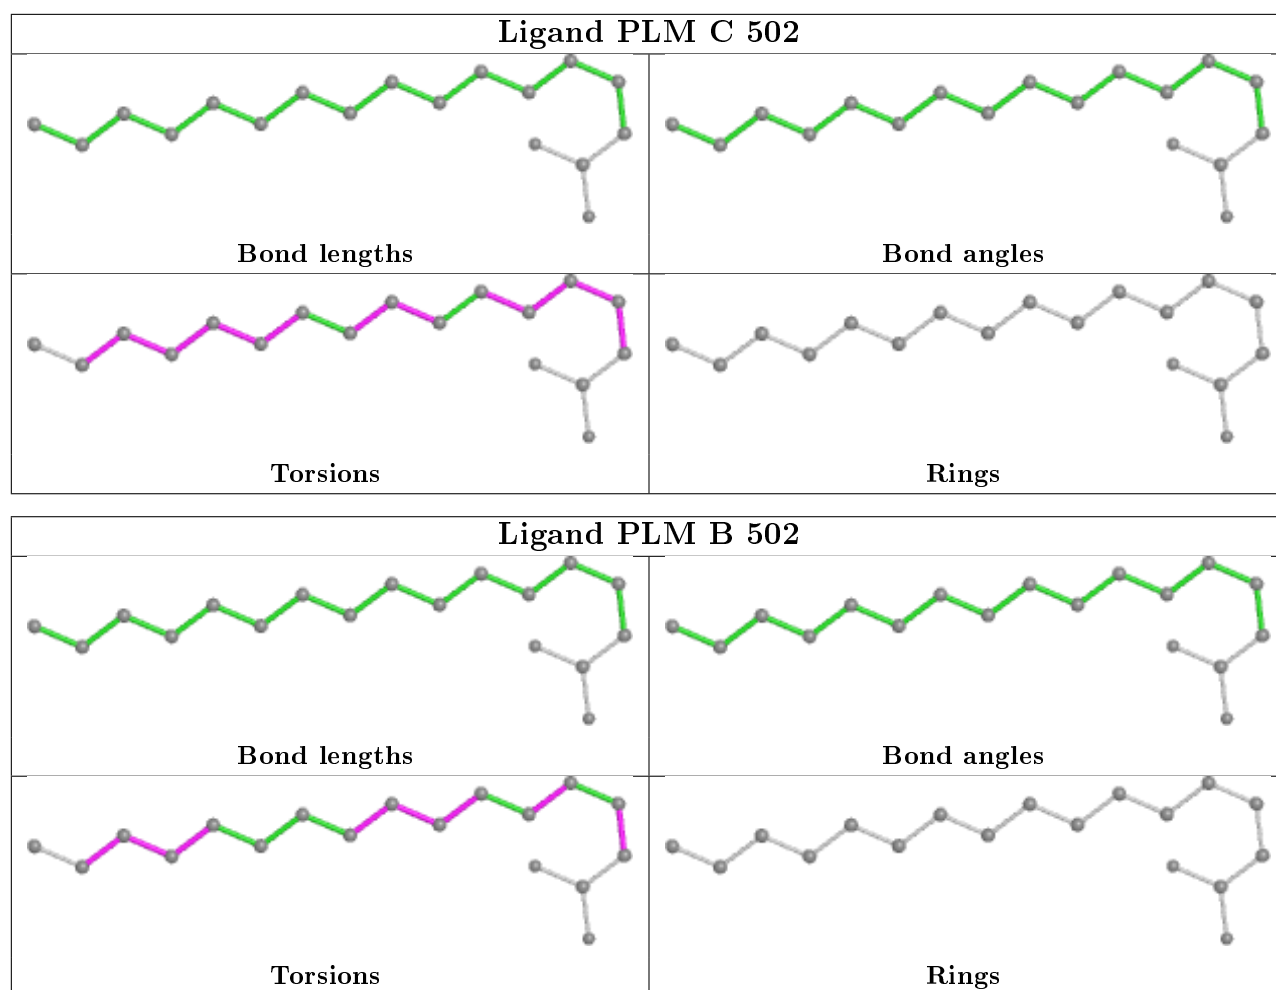 Ligand PLM C 502
Bond lengths
Bond angles
Torsions
Rings
Ligand PLM B 502
Bond lengths
Bond angles
Torsions
Rings